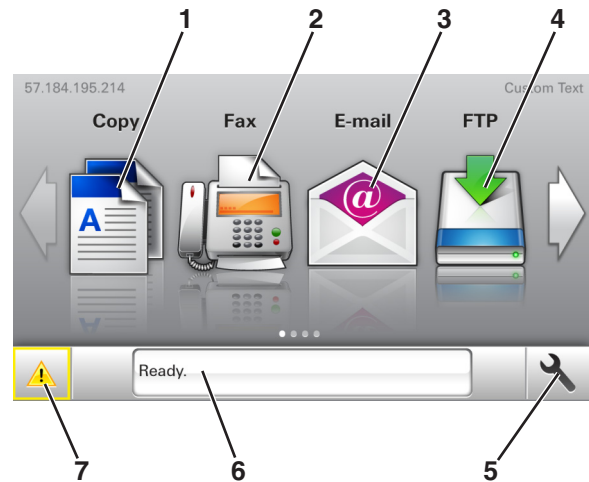 1 2 3 4
57.184.195.214 Custom Text
Copy Fax E-mail FTP
A @
Ready.
7 6 5